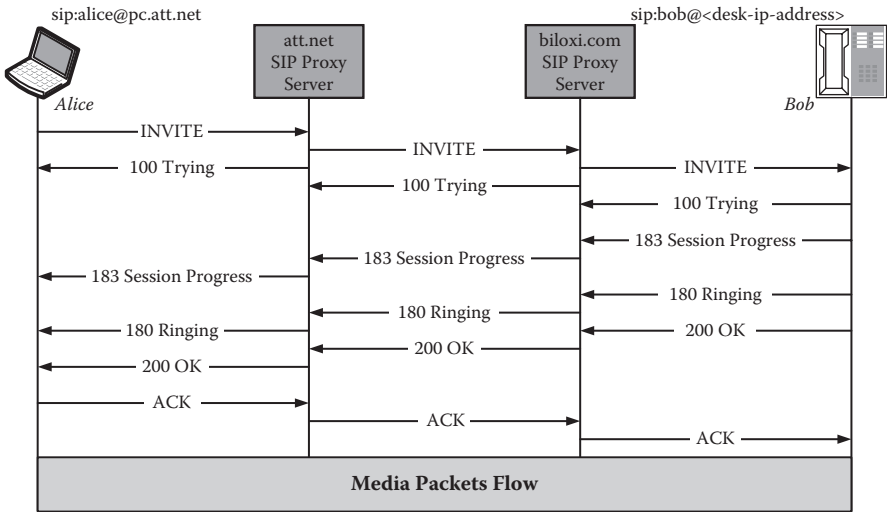 sip:alice@pc.att.net
att.net
SIP Proxy
Server
biloxi.com
SIP Proxy
Server
sip:bob@<desk-ip-address>
Alice
Bob
INVITE
INVITE
100 Trying
INVITE
100 Trying
100 Trying
183 Session Progress
183 Session Progress
183 Session Progress
180 Ringing
180 Ringing
180 Ringing
200 OK
200 OK
200 OK
ACK
ACK
ACK
Media Packets Flow